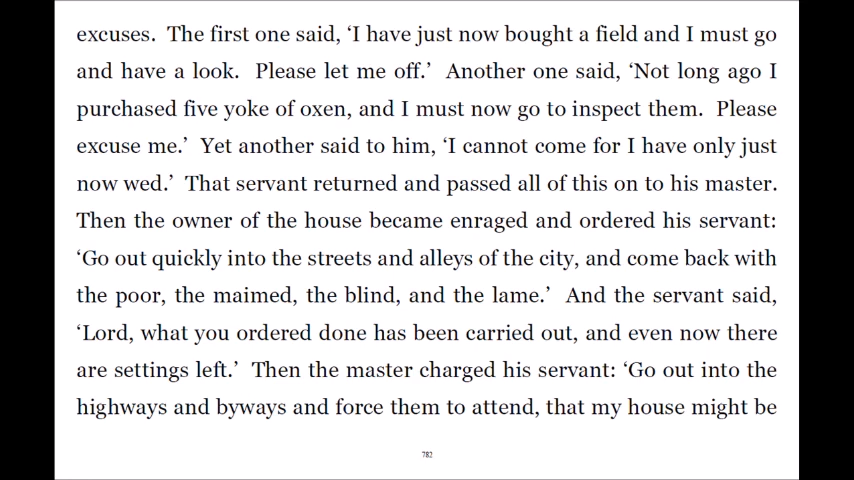 excuses.  The first one said, ‘I have just now bought a field and I must go
and have a look.  Please let me off.’  Another one said, ‘Not long ago I
purchased five yoke of oxen, and I must now go to inspect them.  Please
excuse me.’  Yet another said to him, ‘I cannot come for I have only just
now wed.’  That servant returned and passed all of this on to his master.
Then the owner of the house became enraged and ordered his servant:
‘Go out quickly into the streets and alleys of the city, and come back with
the poor, the maimed, the blind, and the lame.’  And the servant said,
‘Lord, what you ordered done has been carried out, and even now there
are settings left.’  Then the master charged his servant: ‘Go out into the
highways and byways and force them to attend, that my house might be
782